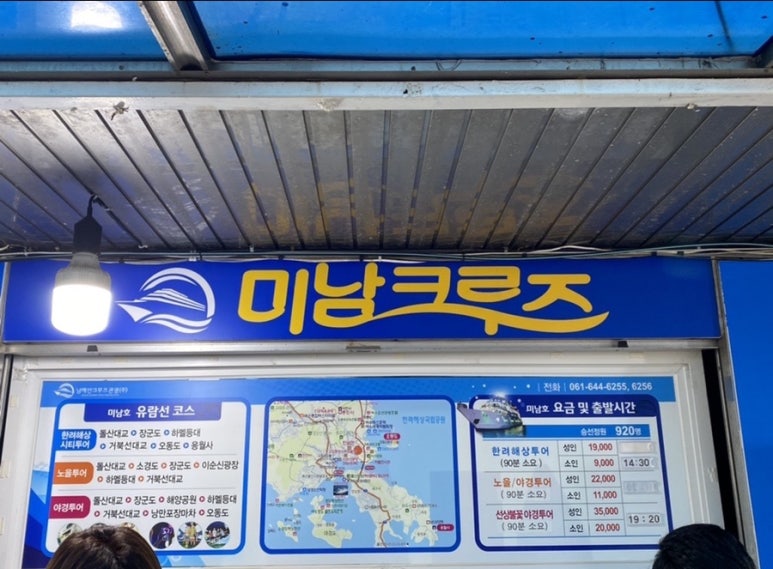 미남크루즈
남해선크루즈관광(주)
전화 061-644-6255, 6256
미남호 유람선 코스
한려해상 시티투어
돌산대교 장군도 하멜등대
거북선대교 오동도 용월사
노을투어
돌산대교 소경도 장군도 이순신광장
하멜등대 거북선대교
야경투어
돌산대교 장군도 해양공원 하멜등대
거북선대교 낭만포장마차 오동도
한려해상국립공원
미남호 요금 및 출발시간
승선정원 920명
한려해상투어
(90분 소요)
성인 19,000
소인 9,000
14:30
노을/야경투어
(90분 소요)
성인 22,000
소인 11,000
선상불꽃야경투어
(90분 소요)
성인 35,000
소인 20,000
19:20